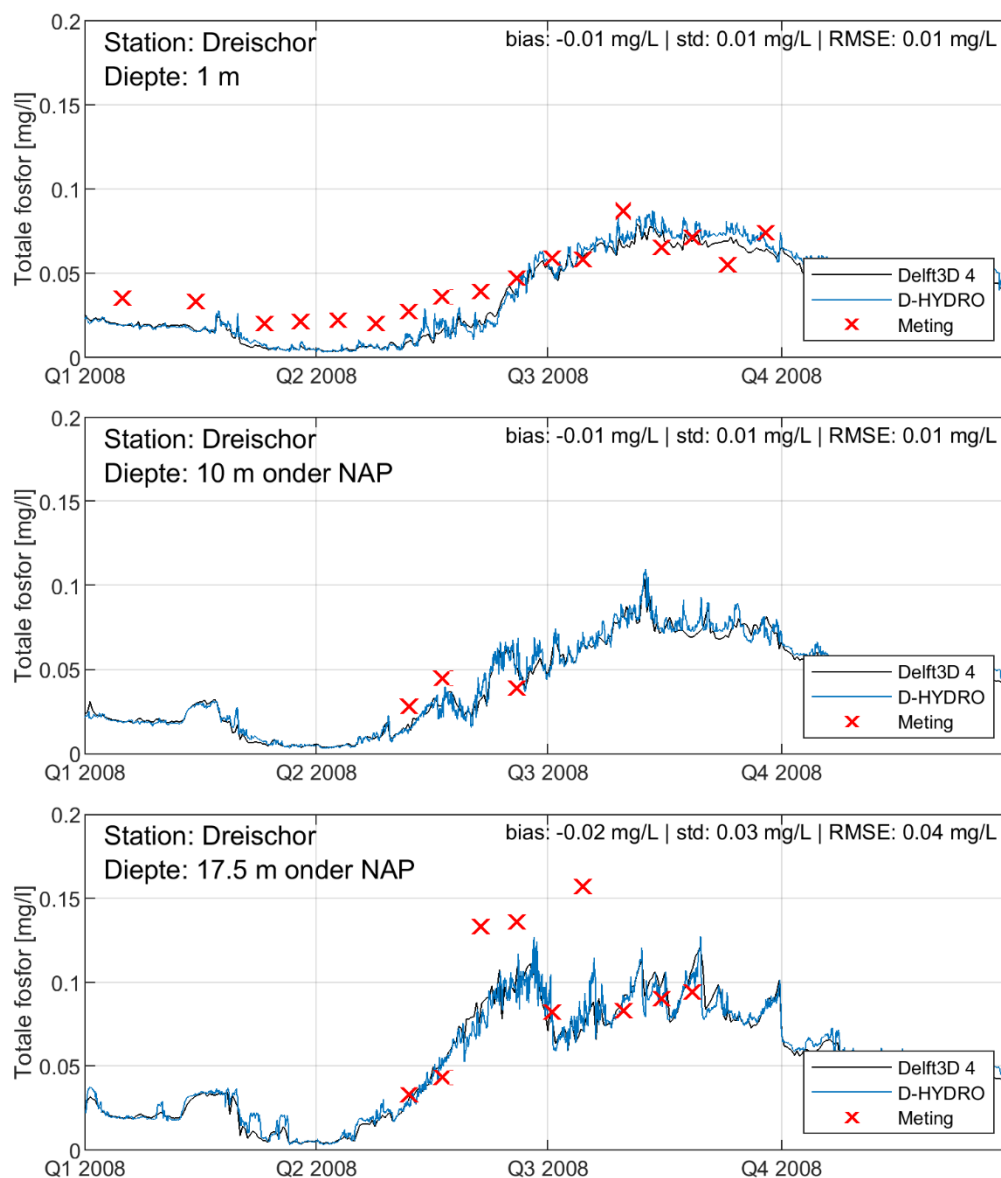 0.2
Station: Dreischor
bias: -0.01 mg/L | std: 0.01 mg/L | RMSE: 0.01 mg/L
Diepte: 1 m
0.15
Totale fosfor [mg/l]
0.1
0.05
Delft3D 4
D-HYDRO
Meting
0
Q1 2008
Q2 2008
Q3 2008
Q4 2008
0.2
Station: Dreischor
bias: -0.01 mg/L | std: 0.01 mg/L | RMSE: 0.01 mg/L
Diepte: 10 m onder NAP
0.15
Totale fosfor [mg/l]
0.1
0.05
Delft3D 4
D-HYDRO
Meting
0
Q1 2008
Q2 2008
Q3 2008
Q4 2008
0.2
Station: Dreischor
bias: -0.02 mg/L | std: 0.03 mg/L | RMSE: 0.04 mg/L
Diepte: 17.5 m onder NAP
0.15
Totale fosfor [mg/l]
0.1
0.05
Delft3D 4
D-HYDRO
Meting
0
Q1 2008
Q2 2008
Q3 2008
Q4 2008